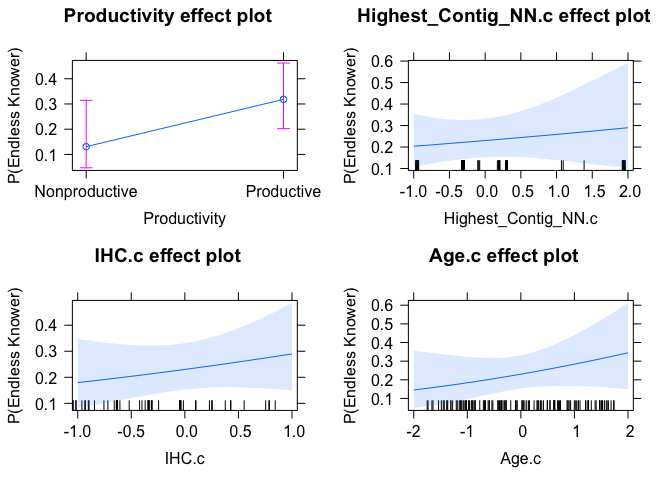 Productivity effect plot
P(Endless Knower)
0.4
0.3
0.2
0.1
Nonproductive Productive
Productivity
Highest_Contig_NN.c effect plot
P(Endless Knower)
0.6
0.5
0.4
0.3
0.2
0.1
-1.0 -0.5 0.0 0.5 1.0 1.5 2.0
Highest_Contig_NN.c
IHC.c effect plot
P(Endless Knower)
0.4
0.3
0.2
0.1
-1.0 -0.5 0.0 0.5 1.0
IHC.c
Age.c effect plot
P(Endless Knower)
0.6
0.5
0.4
0.3
0.2
0.1
-2 -1 0 1 2
Age.c